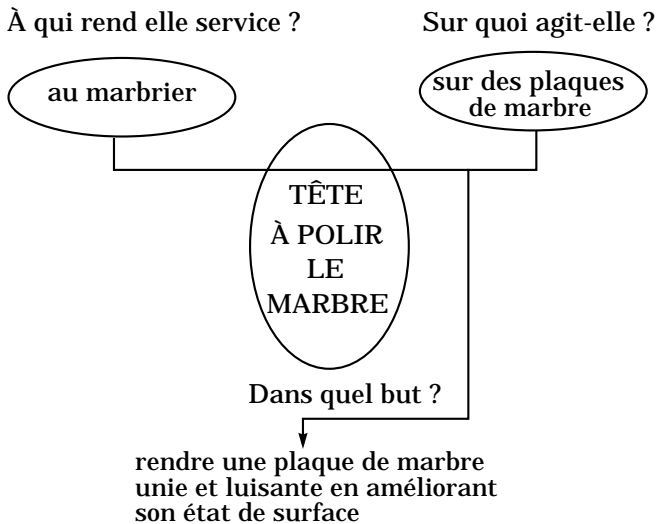 À qui rend elle service ?
Sur quoi agit-elle ?
au marbrier
sur des plaques
de marbre
TÊTE
À POLIR
LE
MARBRE
Dans quel but ?
rendre une plaque de marbre
unie et luisante en améliorant
son état de surface